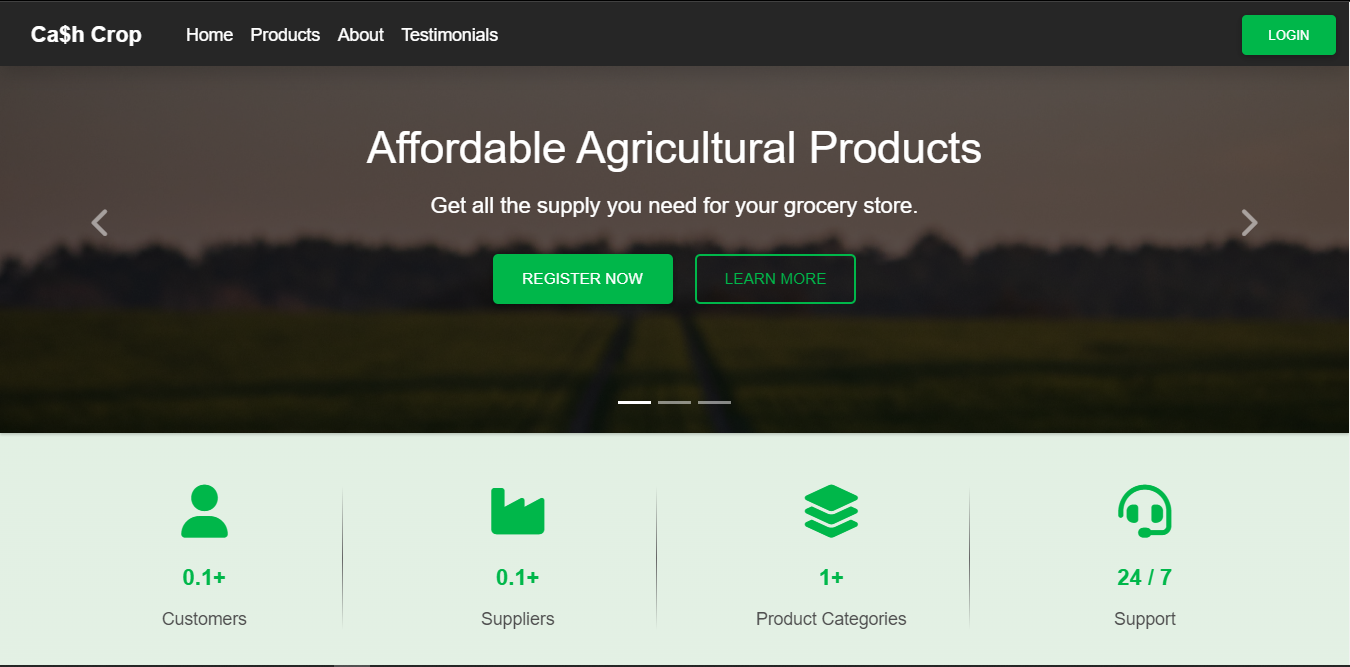 Ca$h Crop Home Products About Testimonials LOGIN
Affordable Agricultural Products
Get all the supply you need for your grocery store.
REGISTER NOW LEARN MORE
0.1+ 0.1+ 1+ 24 / 7
Customers Suppliers Product Categories Support